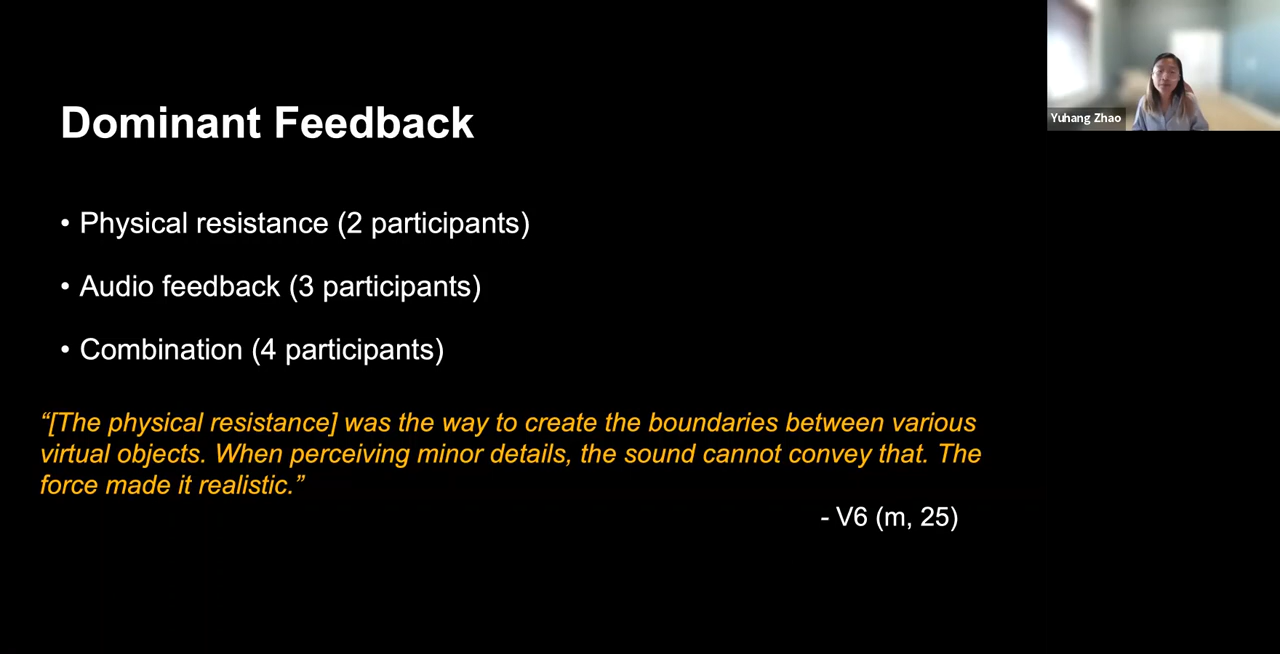 Dominant Feedback
• Physical resistance (2 participants)
• Audio feedback (3 participants)
• Combination (4 participants)
“[The physical resistance] was the way to create the boundaries between various
virtual objects. When perceiving minor details, the sound cannot convey that. The
force made it realistic.”
- V6 (m, 25)
Yuhang Zhao